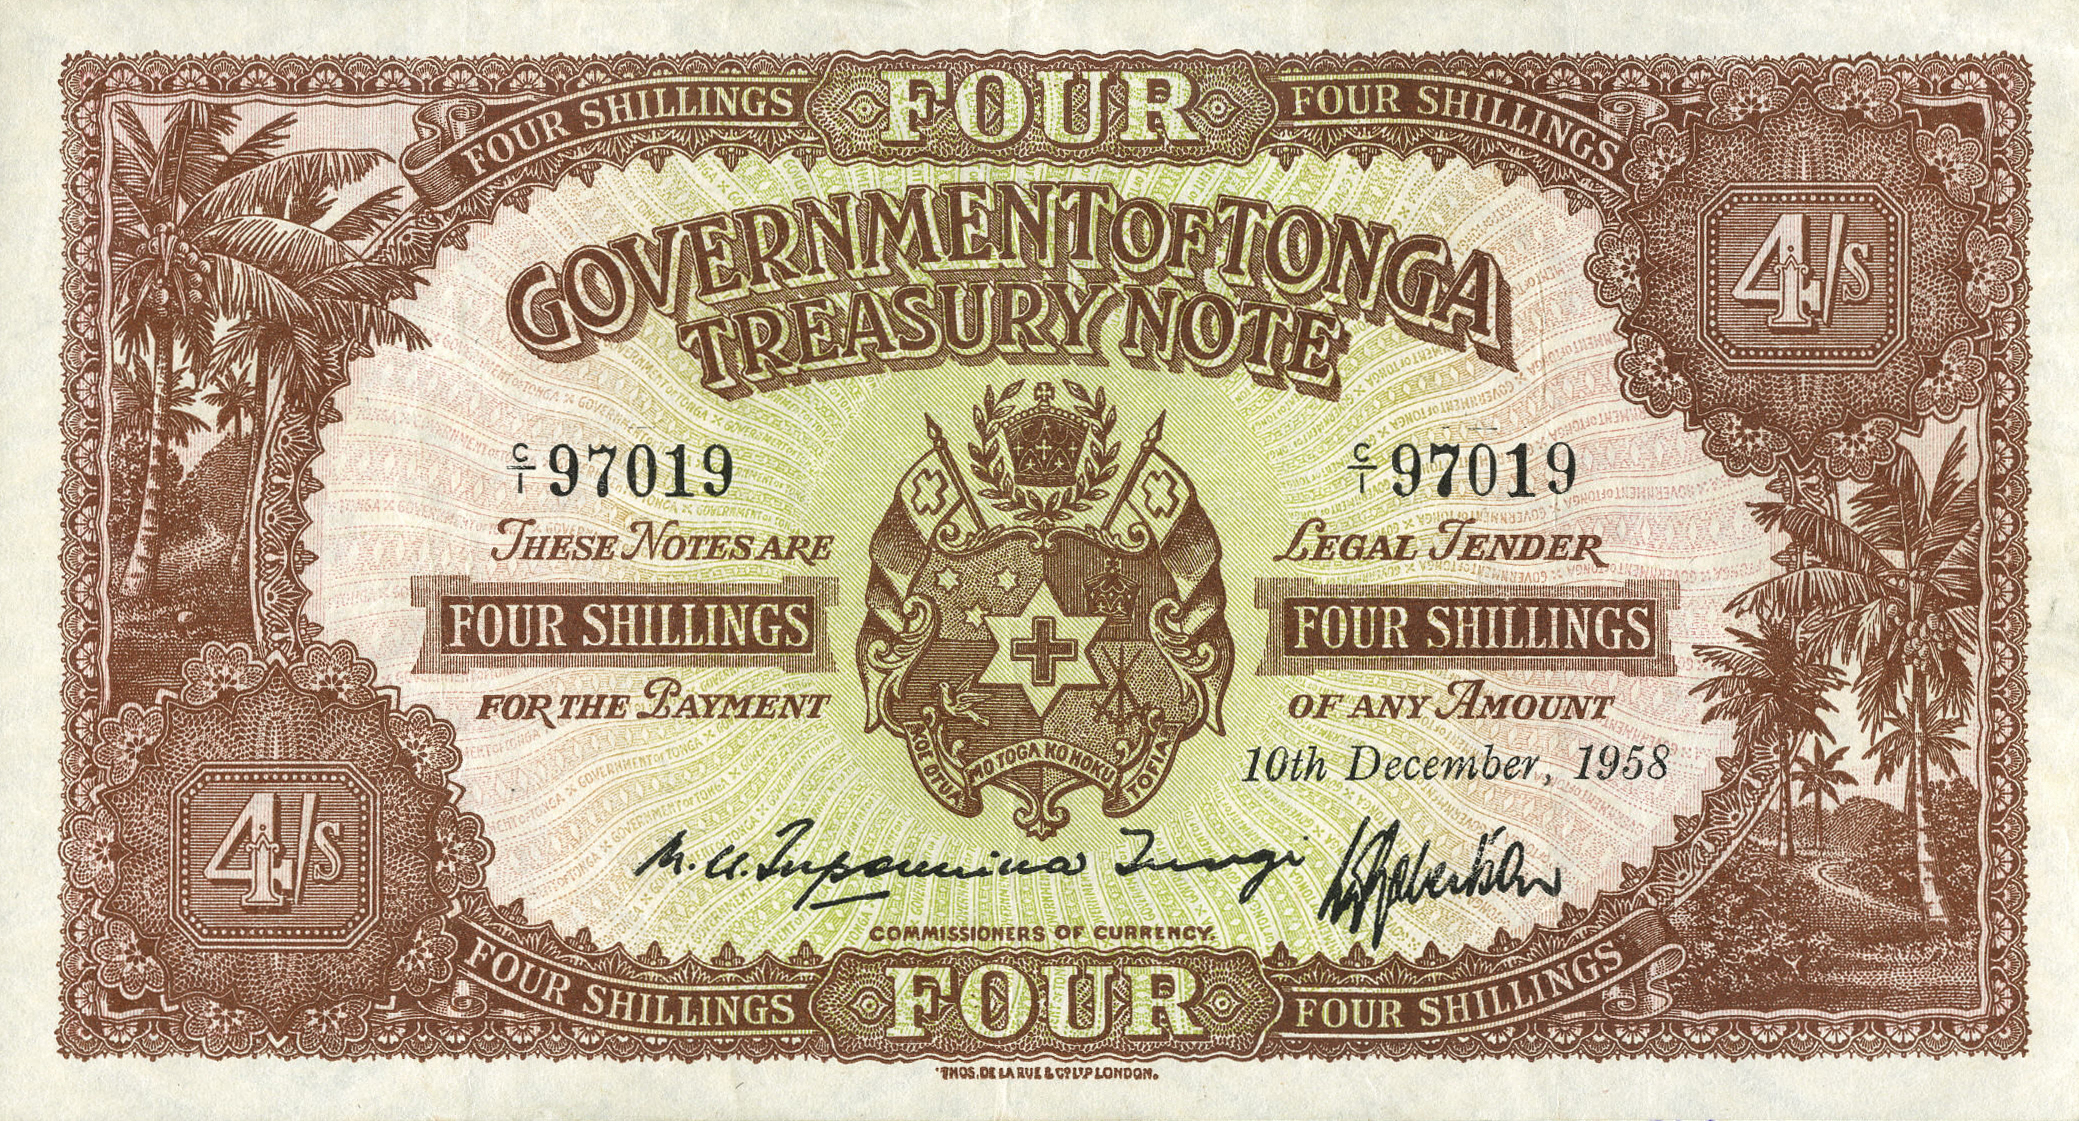 FOUR SHILLINGS FOUR FOUR SHILLINGS
GOVERNMENT OF TONGA
TREASURY NOTE
4/s
C/1 97019 C/1 97019
THESE NOTES ARE LEGAL TENDER
FOUR SHILLINGS FOUR SHILLINGS
FOR THE PAYMENT OF ANY AMOUNT
KOE OTUA MO TOGA KO HOKU TOFIA
10th December, 1958
4/s
COMMISSIONERS OF CURRENCY.
FOUR SHILLINGS FOUR FOUR SHILLINGS
THOS. DE LA RUE & CO LTD LONDON.